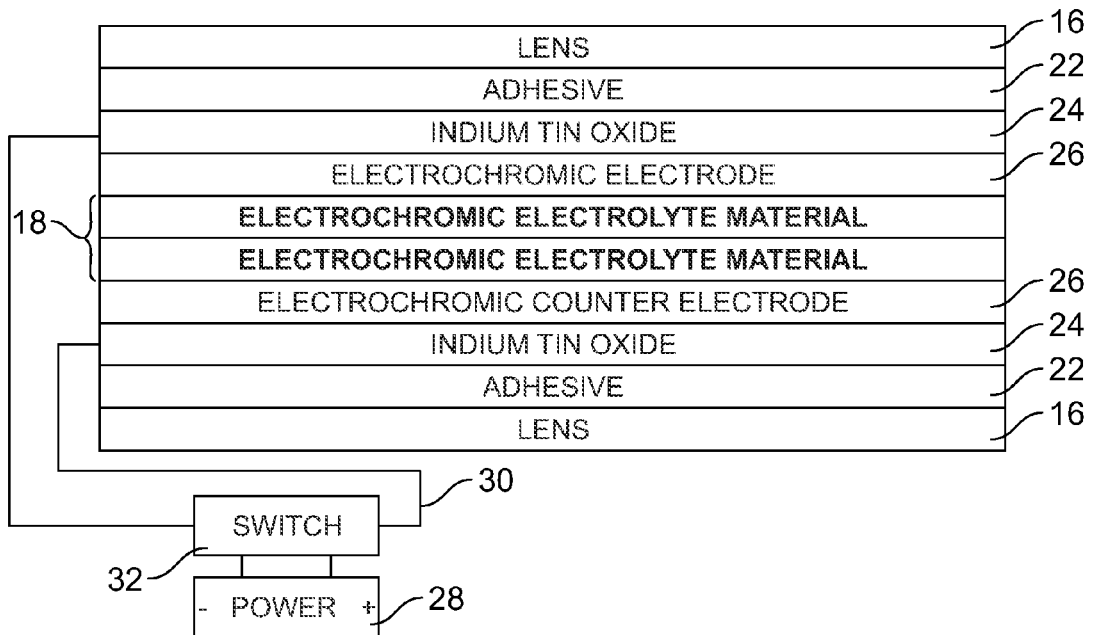 LENS 16
ADHESIVE 22
INDIUM TIN OXIDE 24
ELECTROCHROMIC ELECTRODE 26
18 ELECTROCHROMIC ELECTROLYTE MATERIAL
ELECTROCHROMIC ELECTROLYTE MATERIAL
ELECTROCHROMIC COUNTER ELECTRODE 26
INDIUM TIN OXIDE 24
ADHESIVE 22
LENS 16
30
SWITCH
32
- POWER + 28